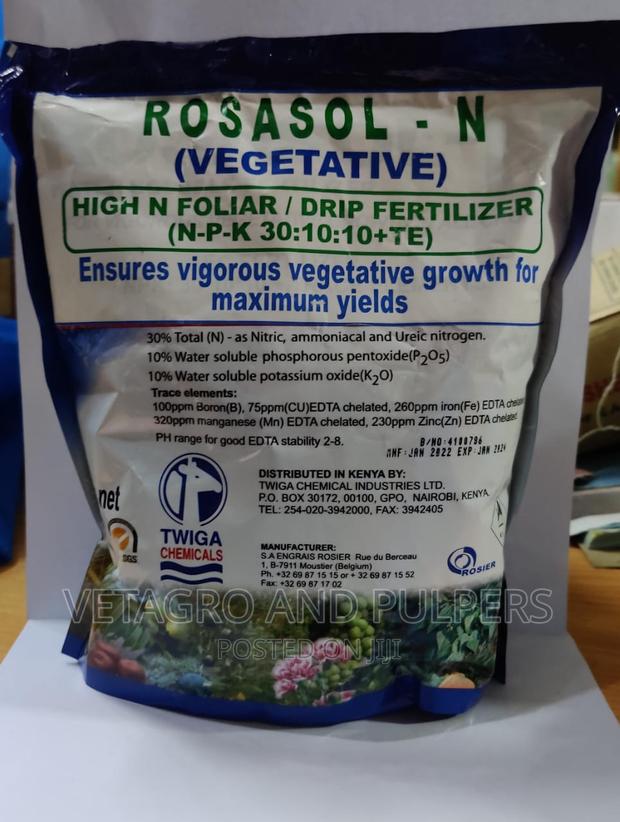 ROSASOL - N
(VEGETATIVE)
HIGH N FOLIAR / DRIP FERTILIZER
(N-P-K 30:10:10+TE)
Ensures vigorous vegetative growth for
maximum yields
30% Total (N) - as Nitric, ammoniacal and Ureic nitrogen.
10% Water soluble phosphorous pentoxide(P2O5)
10% Water soluble potassium oxide(K2O)
Trace elements:
100ppm Boron(B), 75ppm(CU)EDTA chelated, 260ppm iron(Fe) EDTA
320ppm manganese (Mn) EDTA chelated, 230ppm Zinc(Zn) EDTA chelated
PH range for good EDTA stability 2-8.
B/NO:4100786
MNF:JAN 2022 EXP:JAN 2024
net
SGS
TWIGA
CHEMICALS
DISTRIBUTED IN KENYA BY:
TWIGA CHEMICAL INDUSTRIES LTD.
P.O. BOX 30172, 00100, GPO, NAIROBI, KENYA.
TEL: 254-020-3942000, FAX: 3942405
MANUFACTURER:
S.A ENGRAIS ROSIER Rue du Berceau
1, B-7911 Moustier (Belgium)
Ph. +32 69 87 15 15 or + 32 69 87 15 52
Fax: +32 69 87 17 02
ROSIER
VETAGRO AND PULPERS
POSTED ON JIJI